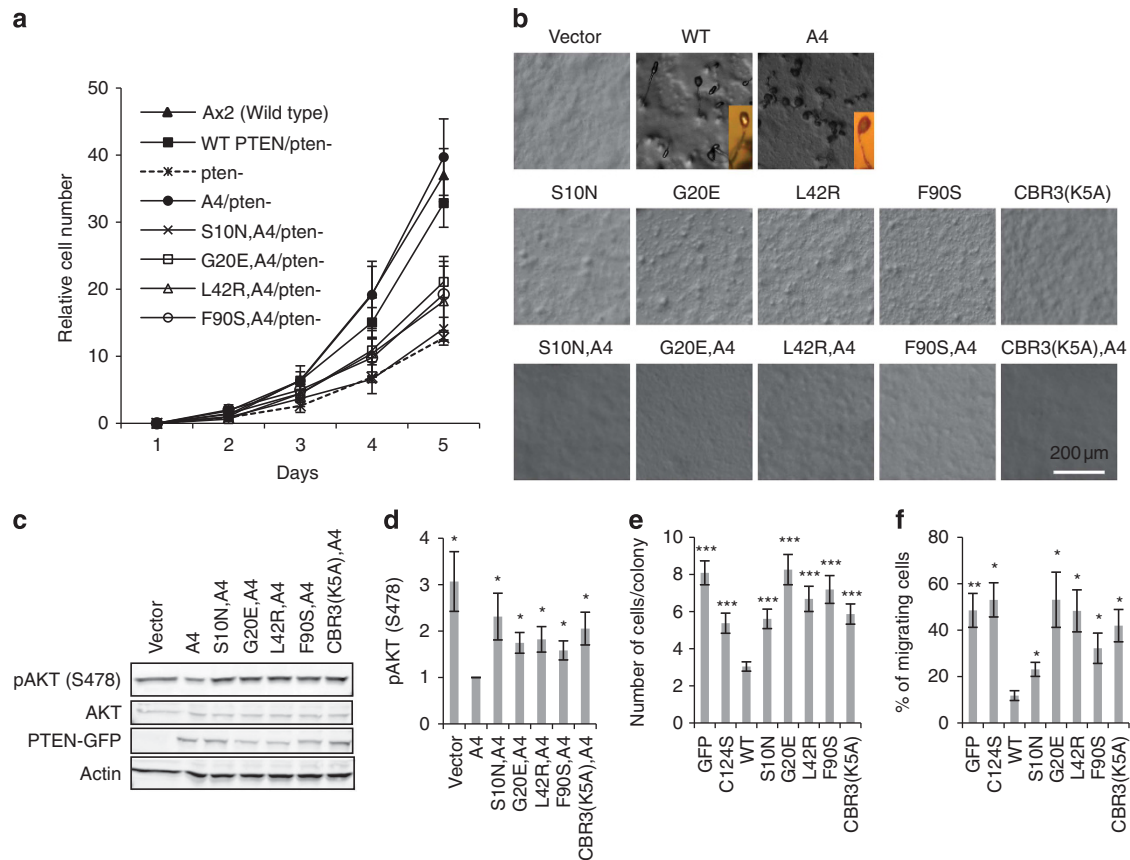 a
50
40
30
20
10
0
Relative cell number
1 2 3 4 5
Days
Ax2 (Wild type)
WT PTEN/pten-
pten-
A4/pten-
S10N,A4/pten-
G20E,A4/pten-
L42R,A4/pten-
F90S,A4/pten-
b
Vector WT A4
S10N G20E L42R F90S CBR3(K5A)
S10N,A4 G20E,A4 L42R,A4 F90S,A4 CBR3(K5A),A4
200 µm
c
Vector
A4
S10N,A4
G20E,A4
L42R,A4
F90S,A4
CBR3(K5A),A4
pAKT (S478)
AKT
PTEN-GFP
Actin
d
pAKT (S478)
4
3
2
1
0
* * * * * *
Vector
A4
S10N,A4
G20E,A4
L42R,A4
F90S,A4
CBR3(K5A),A4
e
Number of cells/colony
10
8
6
4
2
0
*** *** *** *** *** *** ***
GFP
C124S
WT
S10N
G20E
L42R
F90S
CBR3(K5A)
f
% of migrating cells
80
60
40
20
0
** * * * * * *
GFP
C124S
WT
S10N
G20E
L42R
F90S
CBR3(K5A)